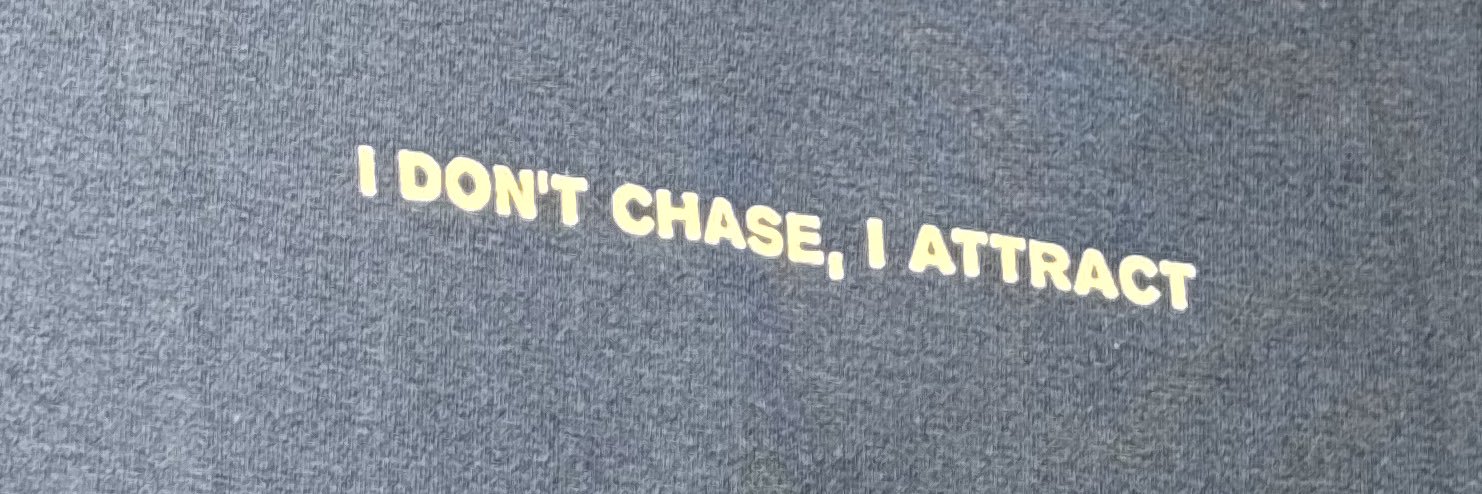 I DON'T CHASE, I ATTRACT